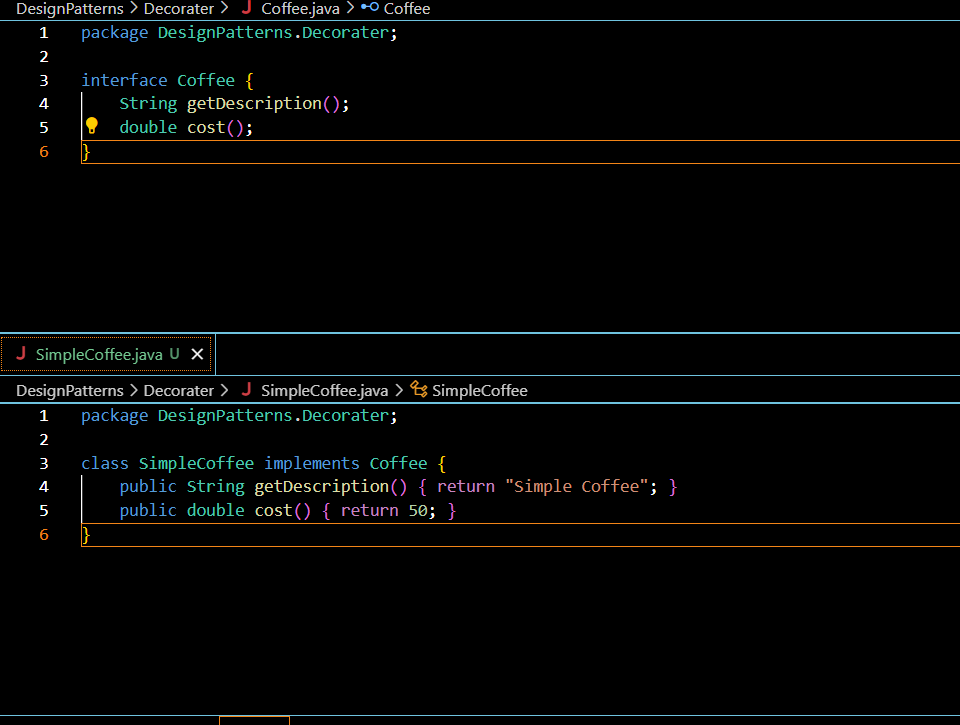 DesignPatterns > Decorater > J Coffee.java > Coffee
1 package DesignPatterns.Decorater;
2
3 interface Coffee {
4 String getDescription();
5 double cost();
6 }
J SimpleCoffee.java U ×
DesignPatterns > Decorater > J SimpleCoffee.java > SimpleCoffee
1 package DesignPatterns.Decorater;
2
3 class SimpleCoffee implements Coffee {
4 public String getDescription() { return "Simple Coffee"; }
5 public double cost() { return 50; }
6 }